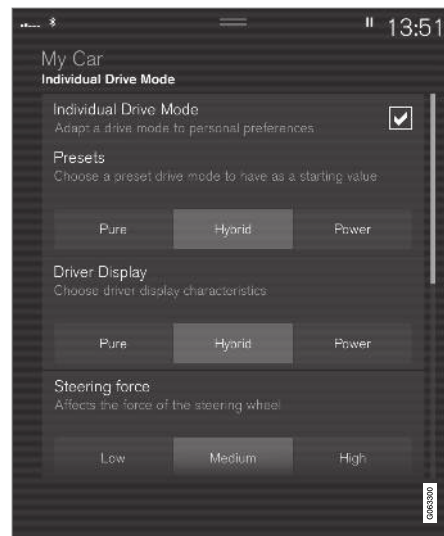 13:51
My Car
Individual Drive Mode
Individual Drive Mode
Adapt a drive mode to personal preferences
Presets
Choose a preset drive mode to have as a starting value
Pure Hybrid Power
Driver Display
Choose driver display characteristics
Pure Hybrid Power
Steering force
Affects the force of the steering wheel
Low Medium High
G063300